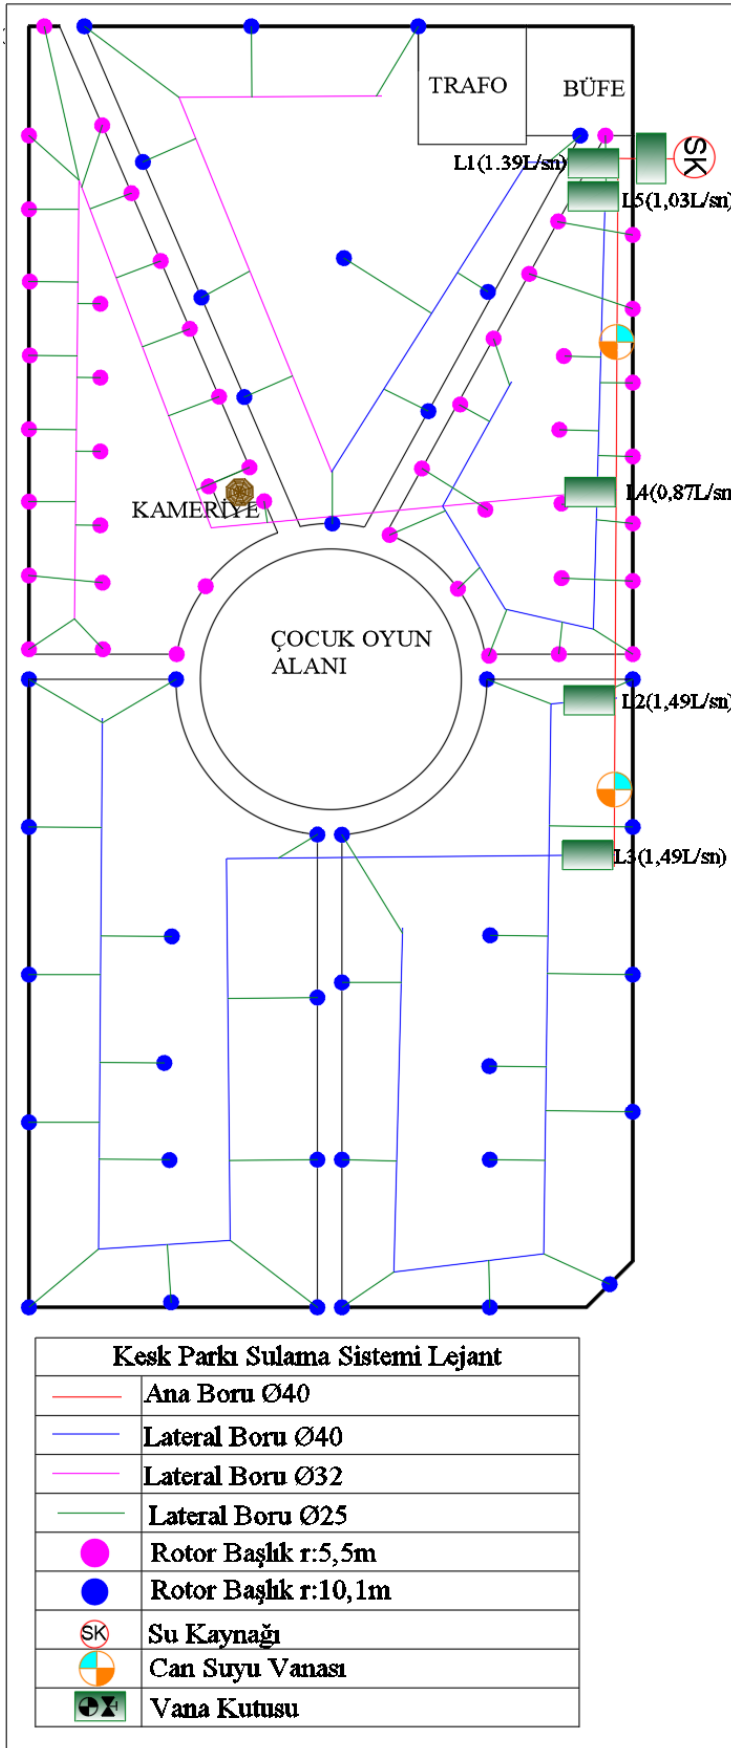 TRAFO
BÜFE
SK
L1(1.39L/sn)
L5(1,03L/sn)
L4(0,87L/sn
KAMERİYE
ÇOCUK OYUN
ALANI
L2(1,49L/sn)
L3(1,49L/sn)
Kesk Parkı Sulama Sistemi Lejant
Ana Boru Ø40
Lateral Boru Ø40
Lateral Boru Ø32
Lateral Boru Ø25
Rotor Başlık r:5,5m
Rotor Başlık r:10,1m
SK Su Kaynağı
Can Suyu Vanası
Vana Kutusu